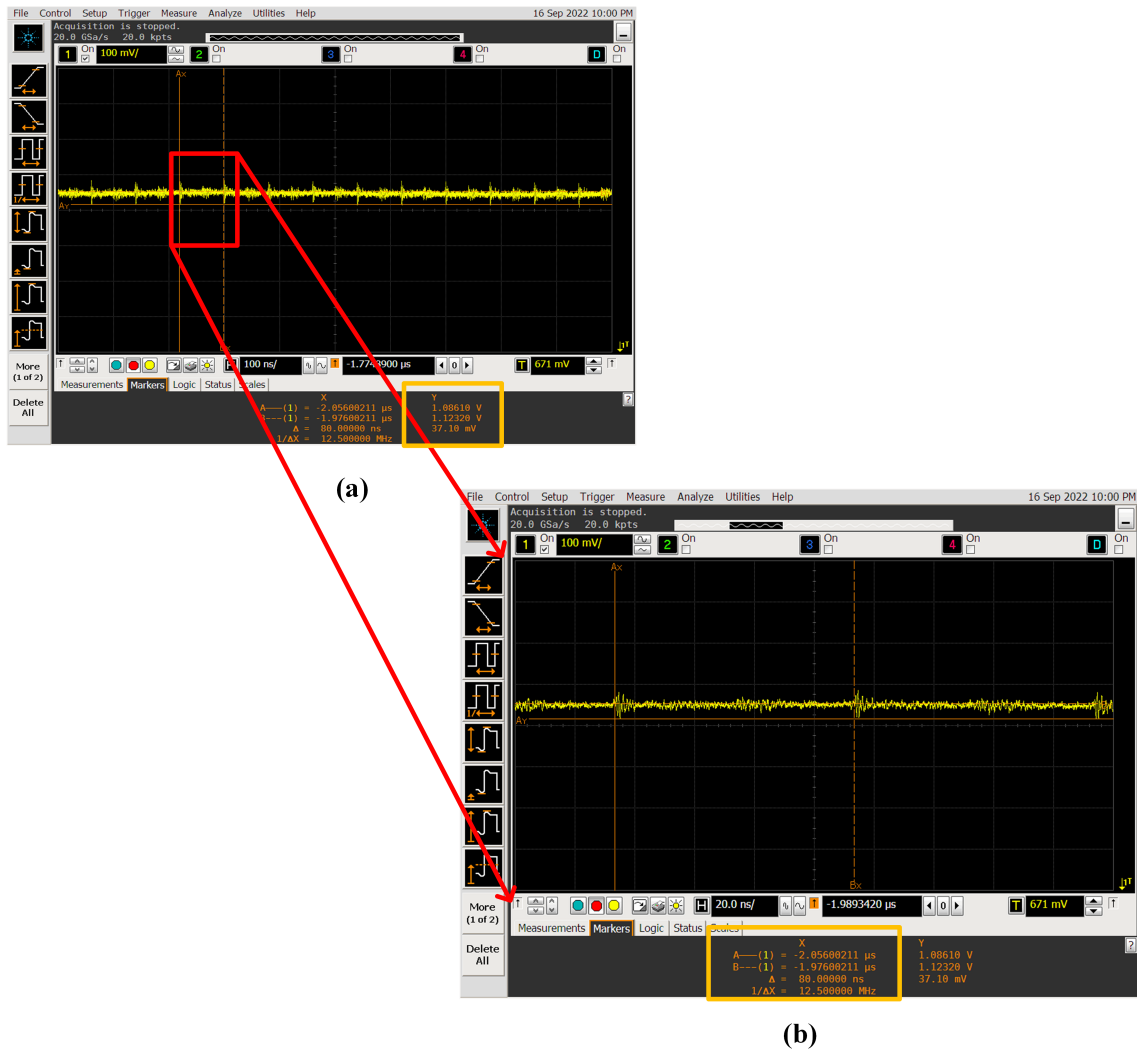 File Control Setup Trigger Measure Analyze Utilities Help 16 Sep 2022 10:00 PM
Acquisition is stopped.
20.0 GSa/s 20.0 kpts
1 On 100 mV/ 2 On 3 On 4 On D On
Ax
Ay
Bx
1/
More
(1 of 2)
Delete
All
H 100 ns/ -1.7743900 µs 0 T 671 mV
Measurements Markers Logic Status Scales
X Y
A———(1) = -2.05600211 µs 1.08610 V
B---(1) = -1.97600211 µs 1.12320 V
Δ = 80.00000 ns 37.10 mV
1/ΔX = 12.500000 MHz
?
(a)
File Control Setup Trigger Measure Analyze Utilities Help 16 Sep 2022 10:00 PM
Acquisition is stopped.
20.0 GSa/s 20.0 kpts
1 On 100 mV/ 2 On 3 On 4 On D On
Ax
Ay
Bx
1/
More
(1 of 2)
Delete
All
H 20.0 ns/ -1.9893420 µs 0 T 671 mV
Measurements Markers Logic Status Scales
X Y
A———(1) = -2.05600211 µs 1.08610 V
B---(1) = -1.97600211 µs 1.12320 V
Δ = 80.00000 ns 37.10 mV
1/ΔX = 12.500000 MHz
?
(b)